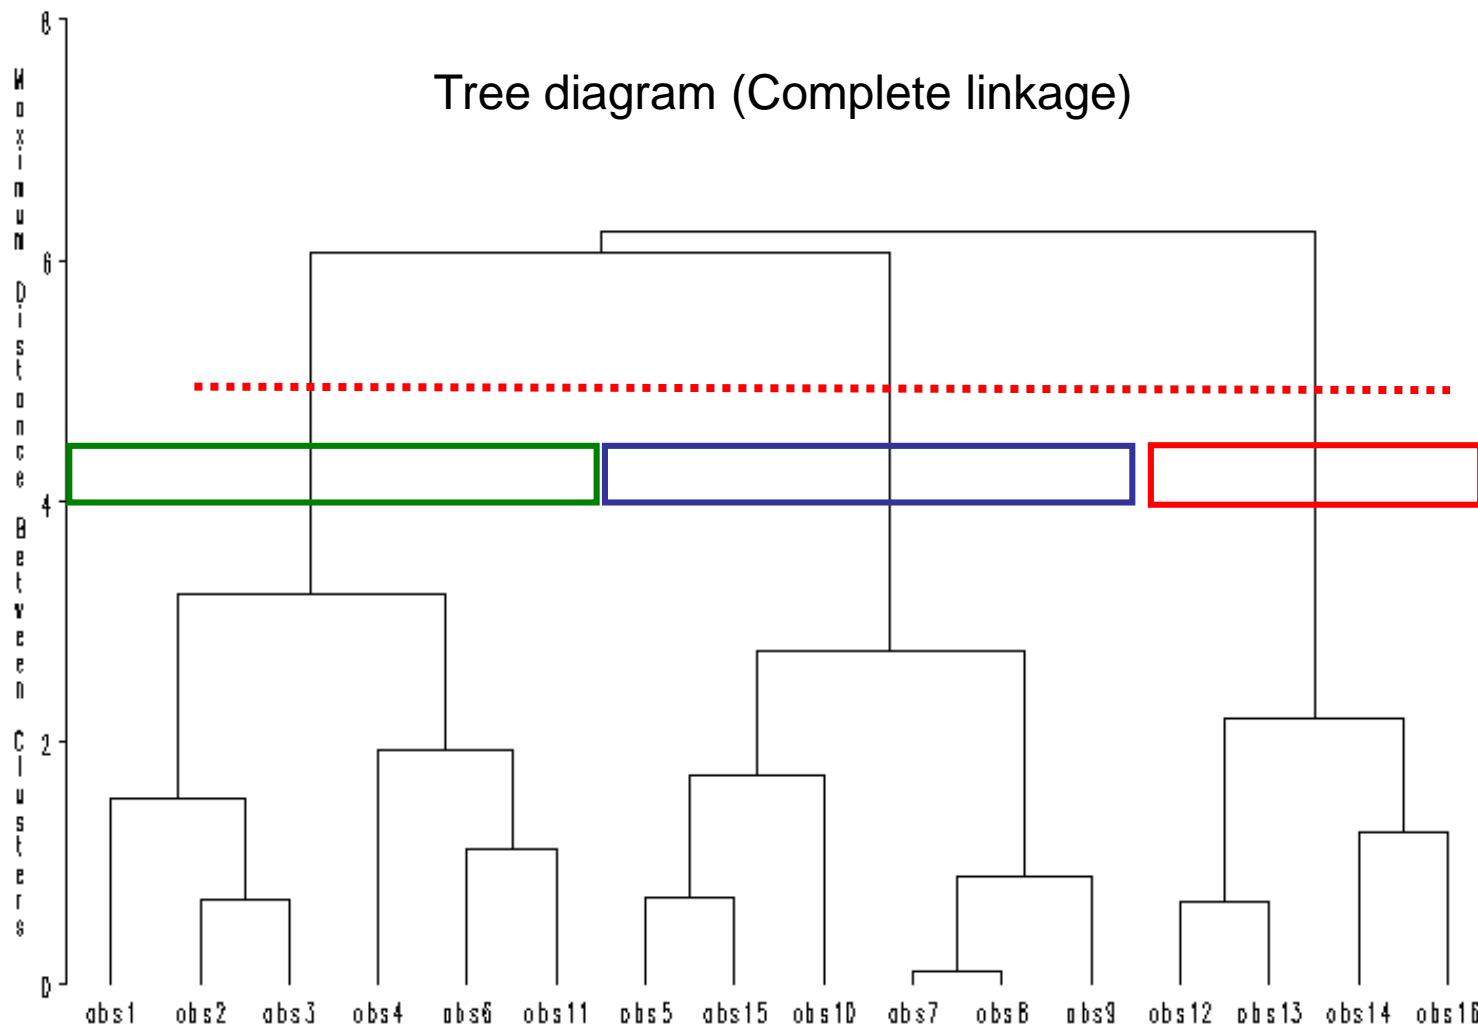 Tree diagram (Complete linkage)
Maximum Distance Between Clusters
8
6
4
2
0
obs1 obs2 obs3 obs4 obs6 obs11 obs5 obs15 obs10 obs7 obs8 obs9 obs12 obs13 obs14 obs16